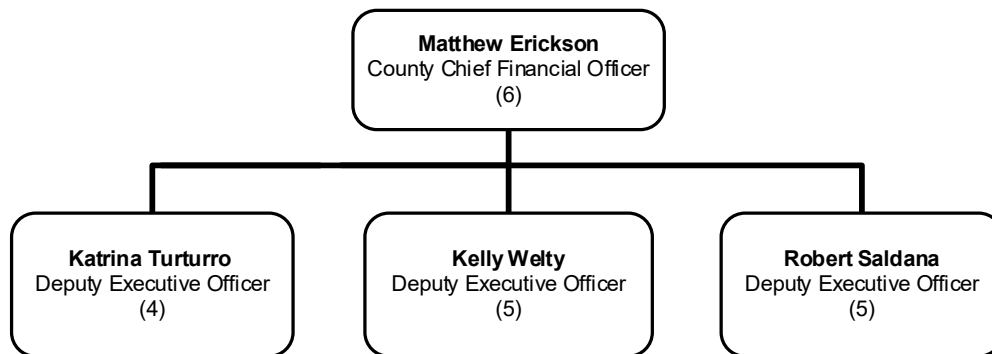 Matthew Erickson
County Chief Financial Officer
(6)
Katrina Turturro
Deputy Executive Officer
(4)
Kelly Welty
Deputy Executive Officer
(5)
Robert Saldana
Deputy Executive Officer
(5)